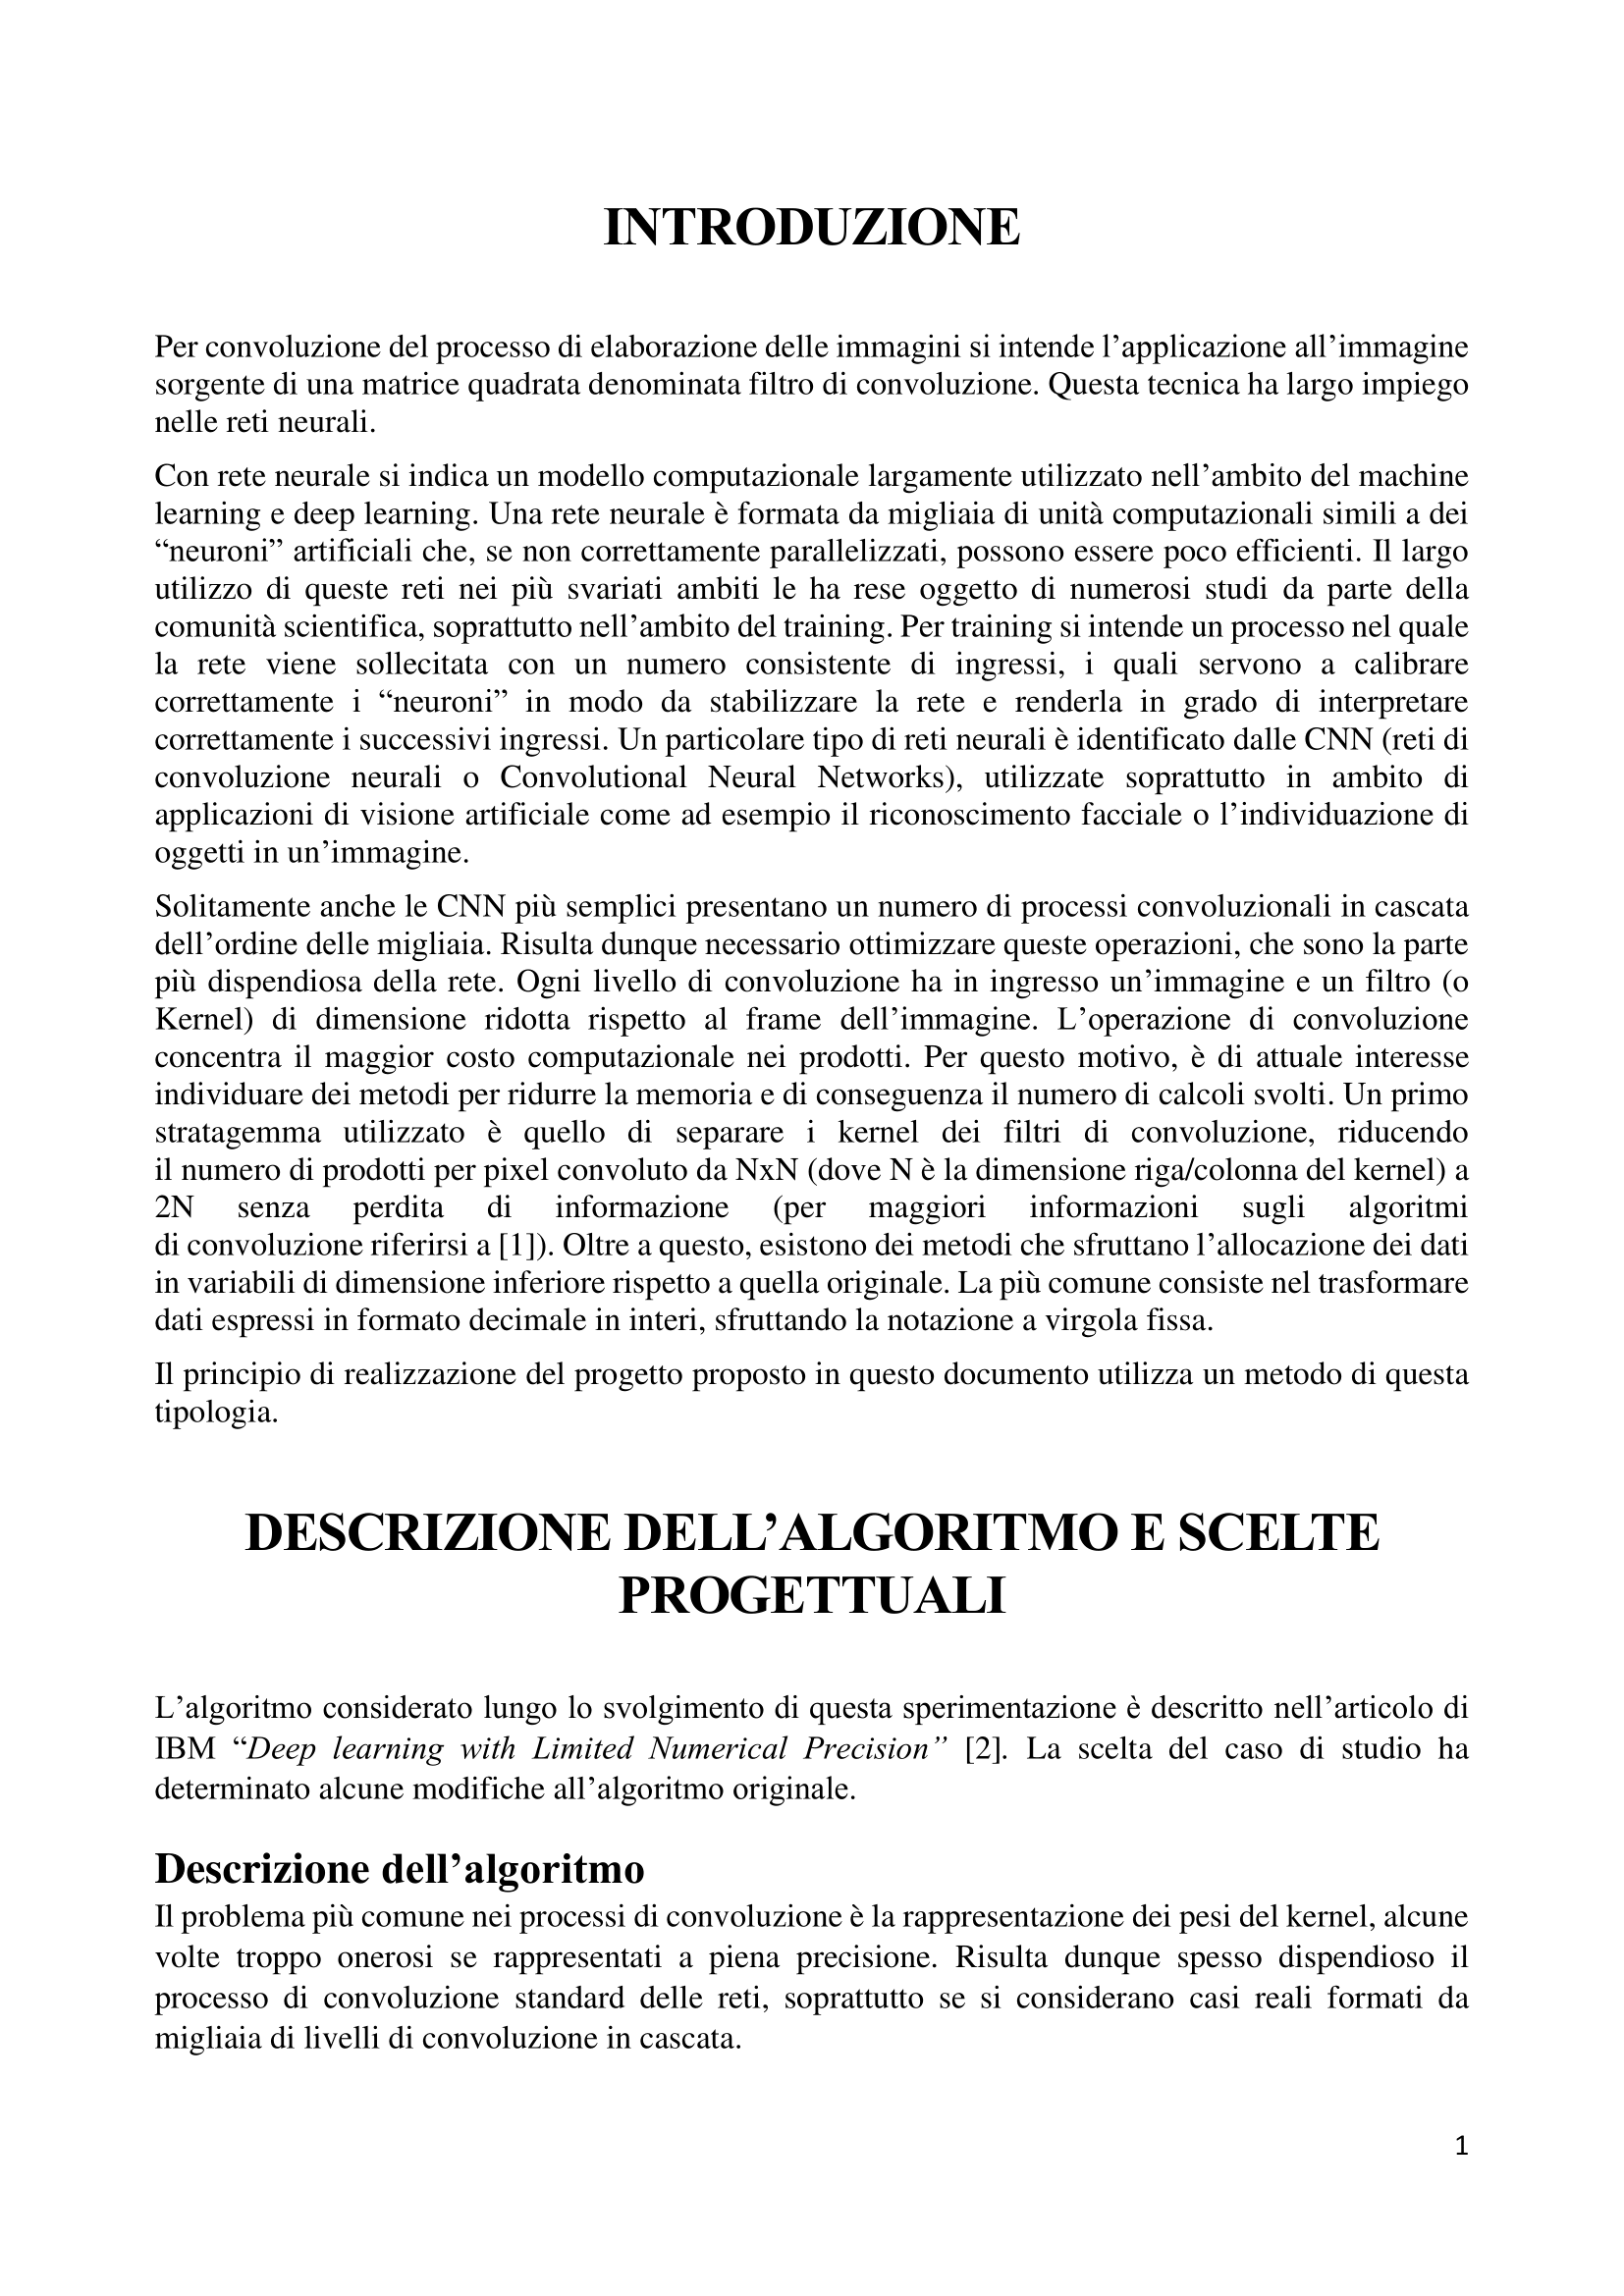 INTRODUZIONE
Per convoluzione del processo di elaborazione delle immagini si intende l’applicazione all’immagine
sorgente di una matrice quadrata denominata filtro di convoluzione. Questa tecnica ha largo impiego
nelle reti neurali.
Con rete neurale si indica un modello computazionale largamente utilizzato nell’ambito del machine
learning e deep learning. Una rete neurale è formata da migliaia di unità computazionali simili a dei
“neuroni” artificiali che, se non correttamente parallelizzati, possono essere poco efficienti. Il largo
utilizzo di queste reti nei più svariati ambiti le ha rese oggetto di numerosi studi da parte della
comunità scientifica, soprattutto nell’ambito del training. Per training si intende un processo nel quale
la rete viene sollecitata con un numero consistente di ingressi, i quali servono a calibrare
correttamente i “neuroni” in modo da stabilizzare la rete e renderla in grado di interpretare
correttamente i successivi ingressi. Un particolare tipo di reti neurali è identificato dalle CNN (reti di
convoluzione neurali o Convolutional Neural Networks), utilizzate soprattutto in ambito di
applicazioni di visione artificiale come ad esempio il riconoscimento facciale o l’individuazione di
oggetti in un’immagine.
Solitamente anche le CNN più semplici presentano un numero di processi convoluzionali in cascata
dell’ordine delle migliaia. Risulta dunque necessario ottimizzare queste operazioni, che sono la parte
più dispendiosa della rete. Ogni livello di convoluzione ha in ingresso un’immagine e un filtro (o
Kernel) di dimensione ridotta rispetto al frame dell’immagine. L’operazione di convoluzione
concentra il maggior costo computazionale nei prodotti. Per questo motivo, è di attuale interesse
individuare dei metodi per ridurre la memoria e di conseguenza il numero di calcoli svolti. Un primo
stratagemma utilizzato è quello di separare i kernel dei filtri di convoluzione, riducendo
il numero di prodotti per pixel convoluto da NxN (dove N è la dimensione riga/colonna del kernel) a
2N senza perdita di informazione (per maggiori informazioni sugli algoritmi
di convoluzione riferirsi a [1]). Oltre a questo, esistono dei metodi che sfruttano l’allocazione dei dati
in variabili di dimensione inferiore rispetto a quella originale. La più comune consiste nel trasformare
dati espressi in formato decimale in interi, sfruttando la notazione a virgola fissa.
Il principio di realizzazione del progetto proposto in questo documento utilizza un metodo di questa
tipologia.
DESCRIZIONE DELL’ALGORITMO E SCELTE
PROGETTUALI
L’algoritmo considerato lungo lo svolgimento di questa sperimentazione è descritto nell’articolo di
IBM “Deep learning with Limited Numerical Precision” [2]. La scelta del caso di studio ha
determinato alcune modifiche all’algoritmo originale.
Descrizione dell’algoritmo
Il problema più comune nei processi di convoluzione è la rappresentazione dei pesi del kernel, alcune
volte troppo onerosi se rappresentati a piena precisione. Risulta dunque spesso dispendioso il
processo di convoluzione standard delle reti, soprattutto se si considerano casi reali formati da
migliaia di livelli di convoluzione in cascata.
1